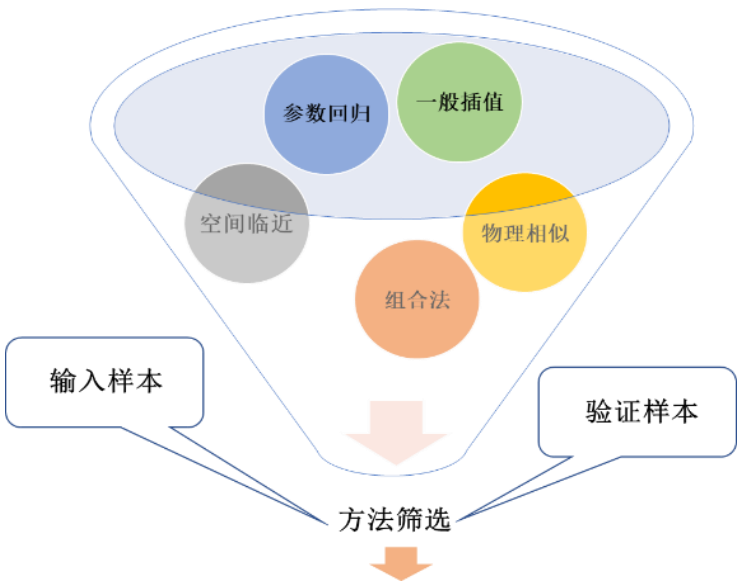 参数回归
一般插值
空间临近
物理相似
组合法
输入样本
验证样本
方法筛选